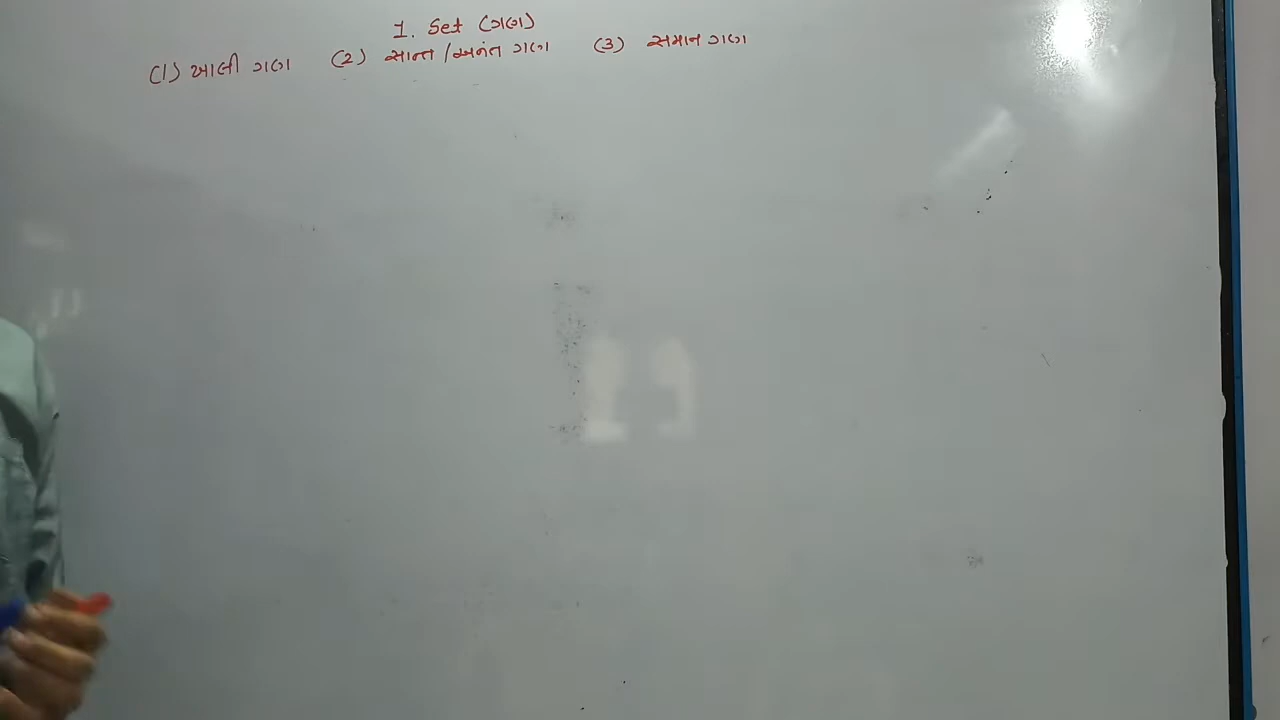 1. Set (ગણ)
(1) ખાલી ગણ (2) સાન્ત / અનંત ગણ (3) સમાન ગણ